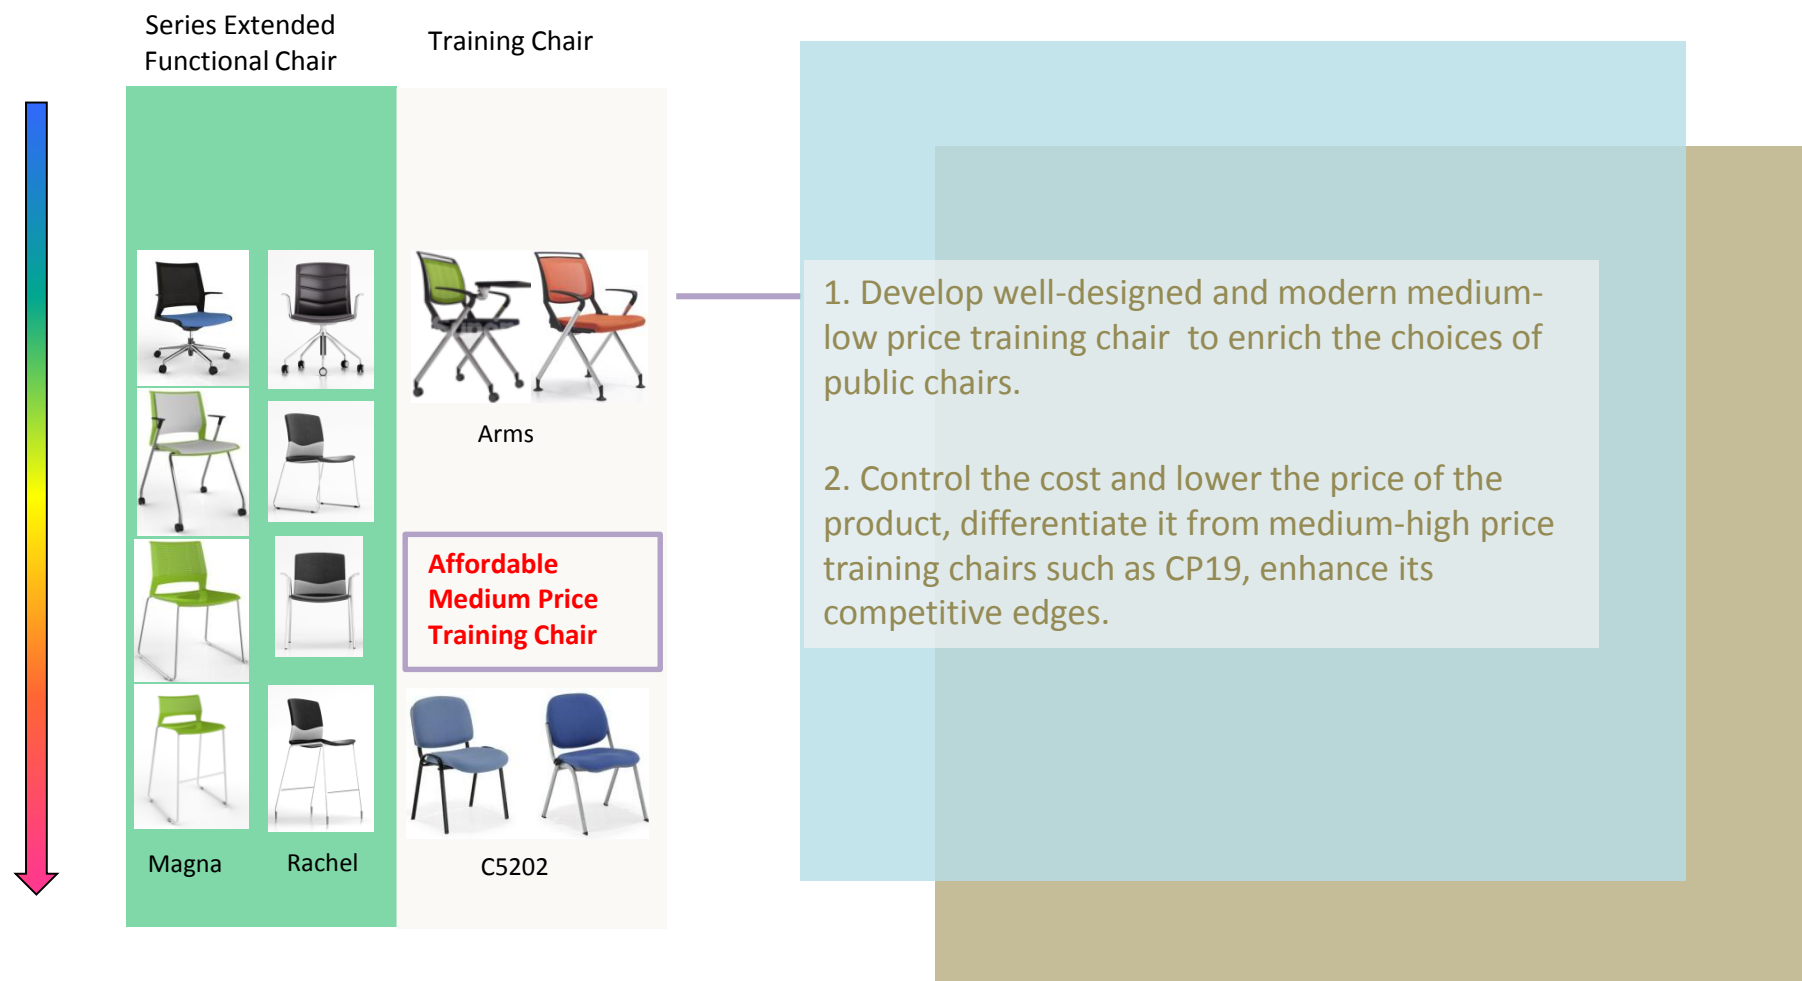 Series Extended
Functional Chair
Training Chair
Arms
Affordable
Medium Price
Training Chair
Magna
Rachel
C5202
1. Develop well-designed and modern medium-
low price training chair  to enrich the choices of
public chairs.
2. Control the cost and lower the price of the
product, differentiate it from medium-high price
training chairs such as CP19, enhance its
competitive edges.